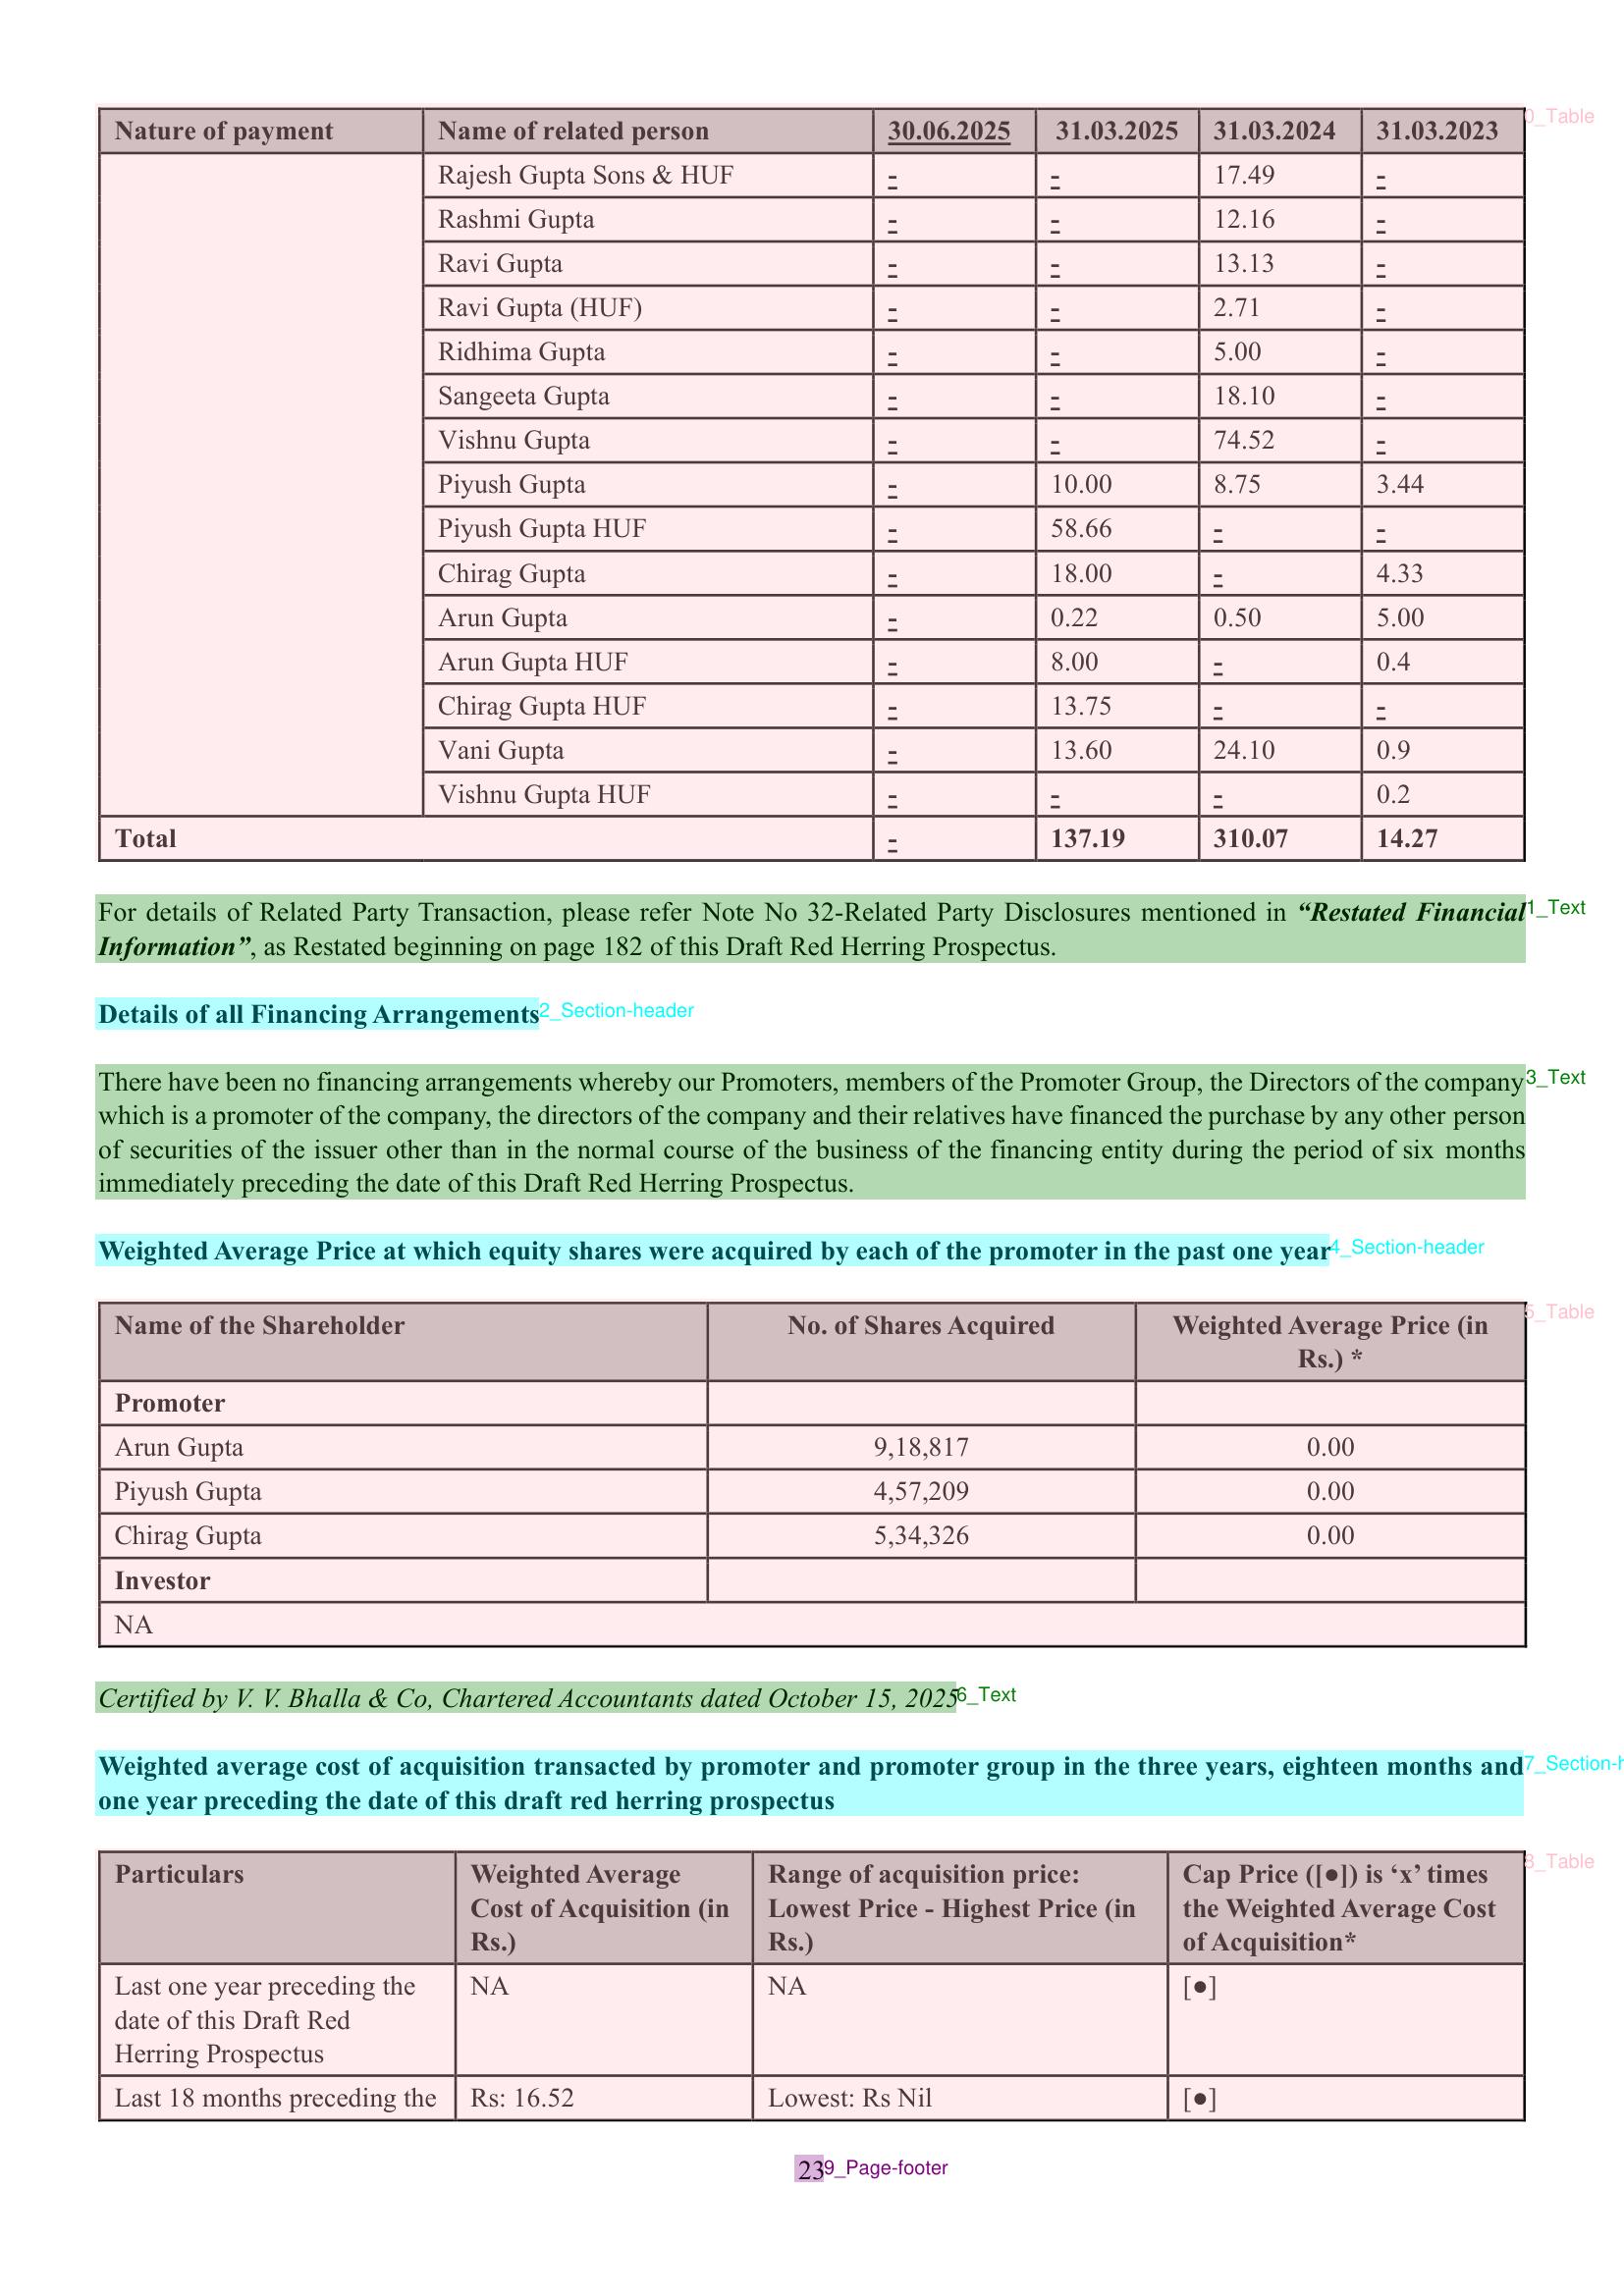 Nature of payment Name of related person 30.06.2025 31.03.2025 31.03.2024 31.03.2023 0_Table
Rajesh Gupta Sons & HUF - - 17.49 -
Rashmi Gupta - - 12.16 -
Ravi Gupta - - 13.13 -
Ravi Gupta (HUF) - - 2.71 -
Ridhima Gupta - - 5.00 -
Sangeeta Gupta - - 18.10 -
Vishnu Gupta - - 74.52 -
Piyush Gupta - 10.00 8.75 3.44
Piyush Gupta HUF - 58.66 - -
Chirag Gupta - 18.00 - 4.33
Arun Gupta - 0.22 0.50 5.00
Arun Gupta HUF - 8.00 - 0.4
Chirag Gupta HUF - 13.75 - -
Vani Gupta - 13.60 24.10 0.9
Vishnu Gupta HUF - - - 0.2
Total - 137.19 310.07 14.27
For details of Related Party Transaction, please refer Note No 32-Related Party Disclosures mentioned in “Restated Financial 1_Text
Information”, as Restated beginning on page 182 of this Draft Red Herring Prospectus.
Details of all Financing Arrangements 2_Section-header
There have been no financing arrangements whereby our Promoters, members of the Promoter Group, the Directors of the company 3_Text
which is a promoter of the company, the directors of the company and their relatives have financed the purchase by any other person
of securities of the issuer other than in the normal course of the business of the financing entity during the period of six months
immediately preceding the date of this Draft Red Herring Prospectus.
Weighted Average Price at which equity shares were acquired by each of the promoter in the past one year 4_Section-header
Name of the Shareholder No. of Shares Acquired Weighted Average Price (in 5_Table
Rs.) *
Promoter
Arun Gupta 9,18,817 0.00
Piyush Gupta 4,57,209 0.00
Chirag Gupta 5,34,326 0.00
Investor
NA
Certified by V. V. Bhalla & Co, Chartered Accountants dated October 15, 2025 6_Text
Weighted average cost of acquisition transacted by promoter and promoter group in the three years, eighteen months and 7_Section-h
one year preceding the date of this draft red herring prospectus
Particulars Weighted Average Range of acquisition price: Cap Price ([●]) is ‘x’ times 8_Table
Cost of Acquisition (in Lowest Price - Highest Price (in the Weighted Average Cost
Rs.) Rs.) of Acquisition*
Last one year preceding the NA NA [●]
date of this Draft Red
Herring Prospectus
Last 18 months preceding the Rs: 16.52 Lowest: Rs Nil [●]
23 9_Page-footer